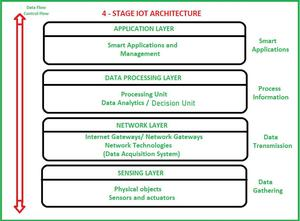 Data Flow
Control Flow
4 - STAGE IOT ARCHITECTURE
APPLICATION LAYER
Smart Applications and
Management
Smart
Applications
DATA PROCESSING LAYER
Processing Unit
Data Analytics / Decision Unit
Process
Information
NETWORK LAYER
Internet Gateways/ Network Gateways
Network Technologies
(Data Acquisition System)
Data
Transmission
SENSING LAYER
Physical objects
Sensors and actuators
Data
Gathering